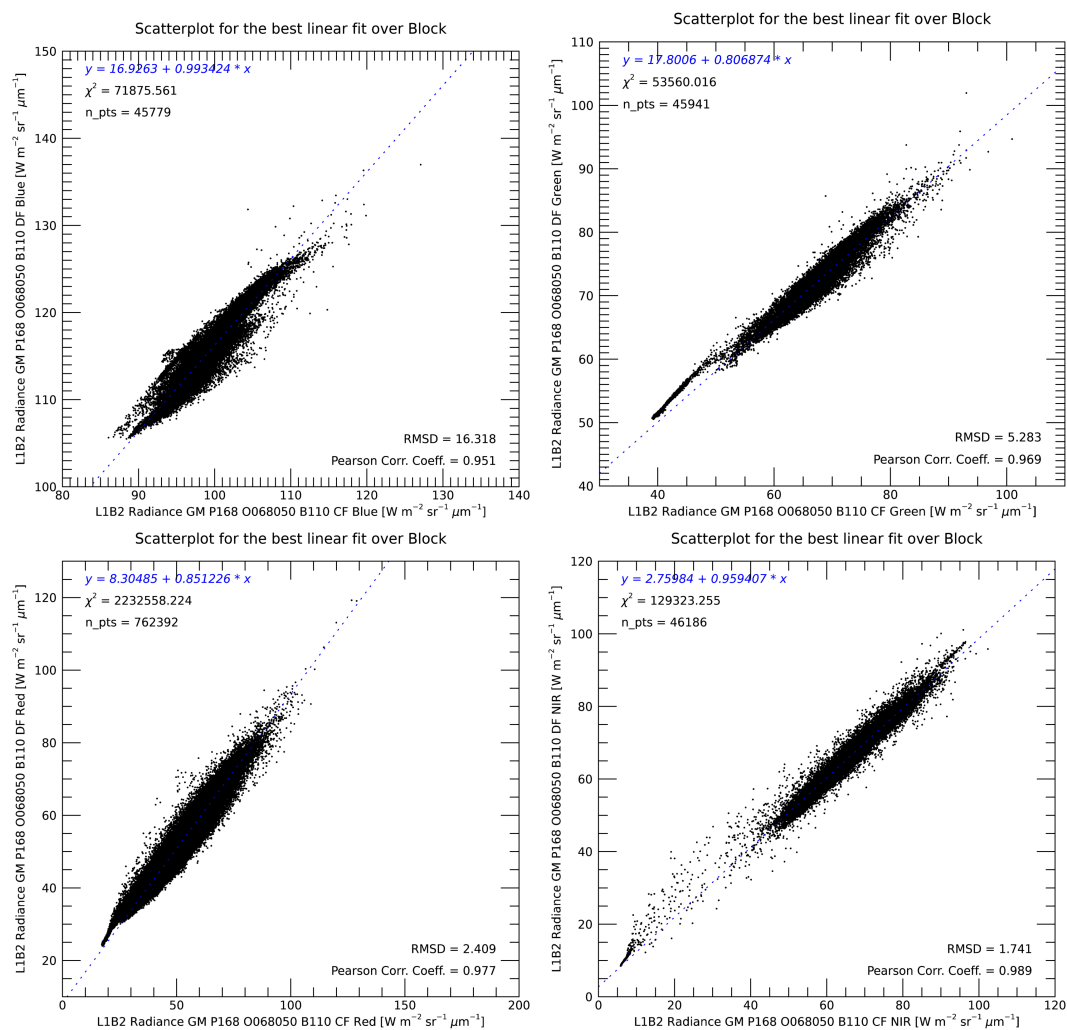 Scatterplot for the best linear fit over Block
y = 16.9263 + 0.993424 * x
χ² = 71875.561
n_pts = 45779
RMSD = 16.318
Pearson Corr. Coeff. = 0.951
150
140
130
120
110
100
80
90
100
110
120
130
140
L1B2 Radiance GM P168 O068050 B110 DF Blue [W m⁻² sr⁻¹ μm⁻¹]
L1B2 Radiance GM P168 O068050 B110 CF Blue [W m⁻² sr⁻¹ μm⁻¹]
Scatterplot for the best linear fit over Block
y = 17.8006 + 0.806874 * x
χ² = 53560.016
n_pts = 45941
RMSD = 5.283
Pearson Corr. Coeff. = 0.969
110
100
90
80
70
60
50
40
40
60
80
100
L1B2 Radiance GM P168 O068050 B110 DF Green [W m⁻² sr⁻¹ μm⁻¹]
L1B2 Radiance GM P168 O068050 B110 CF Green [W m⁻² sr⁻¹ μm⁻¹]
Scatterplot for the best linear fit over Block
y = 8.30485 + 0.851226 * x
χ² = 2232558.224
n_pts = 762392
RMSD = 2.409
Pearson Corr. Coeff. = 0.977
120
100
80
60
40
20
0
50
100
150
200
L1B2 Radiance GM P168 O068050 B110 DF Red [W m⁻² sr⁻¹ μm⁻¹]
L1B2 Radiance GM P168 O068050 B110 CF Red [W m⁻² sr⁻¹ μm⁻¹]
Scatterplot for the best linear fit over Block
y = 2.75984 + 0.959407 * x
χ² = 129323.255
n_pts = 46186
RMSD = 1.741
Pearson Corr. Coeff. = 0.989
120
100
80
60
40
20
0
0
20
40
60
80
100
120
L1B2 Radiance GM P168 O068050 B110 DF NIR [W m⁻² sr⁻¹ μm⁻¹]
L1B2 Radiance GM P168 O068050 B110 CF NIR [W m⁻² sr⁻¹ μm⁻¹]